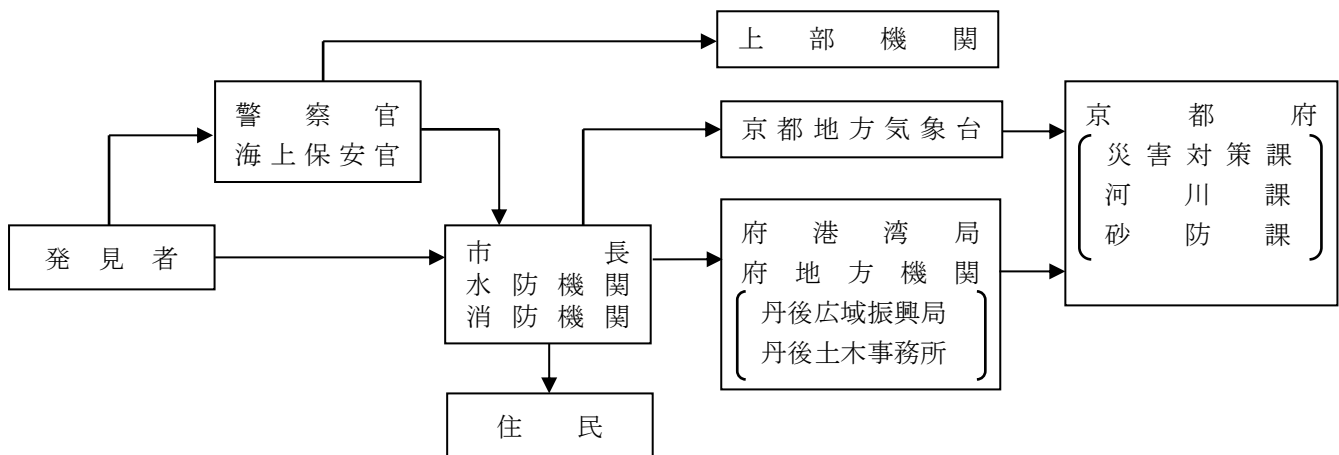 上部機関
警察官
海上保安官
京都地方気象台
京都府
災害対策課
河川課
砂防課
発見者
市長
水防機関
消防機関
府港湾局
府地方機関
丹後広域振興局
丹後土木事務所
住民